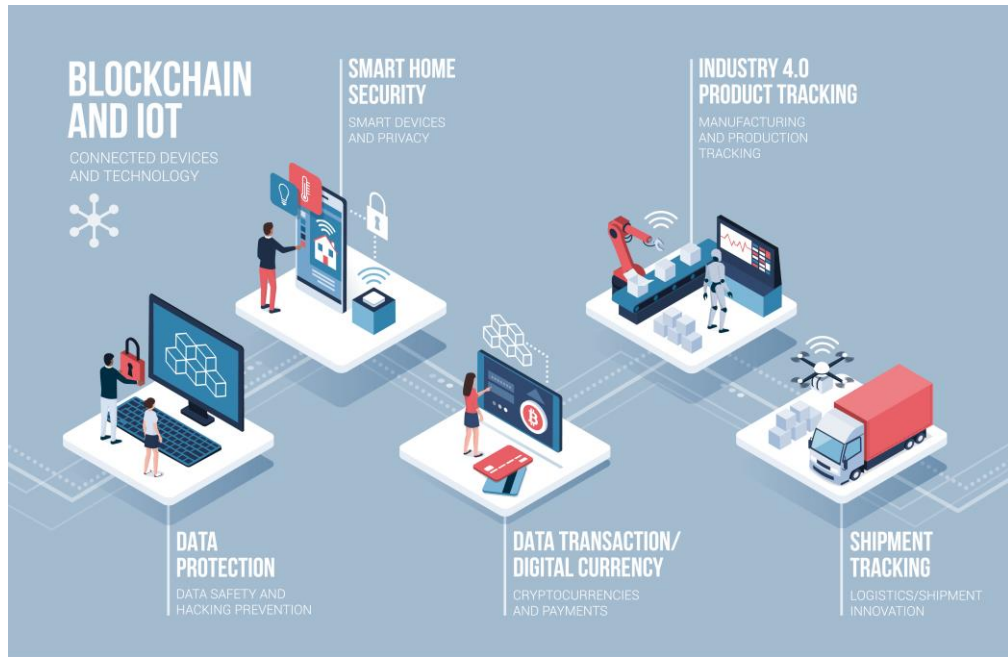 BLOCKCHAIN
AND IOT
CONNECTED DEVICES
AND TECHNOLOGY
SMART HOME
SECURITY
SMART DEVICES
AND PRIVACY
INDUSTRY 4.0
PRODUCT TRACKING
MANUFACTURING
AND PRODUCTION
TRACKING
DATA
PROTECTION
DATA SAFETY AND
HACKING PREVENTION
DATA TRANSACTION/
DIGITAL CURRENCY
CRYPTOCURRENCIES
AND PAYMENTS
SHIPMENT
TRACKING
LOGISTICS/SHIPMENT
INNOVATION